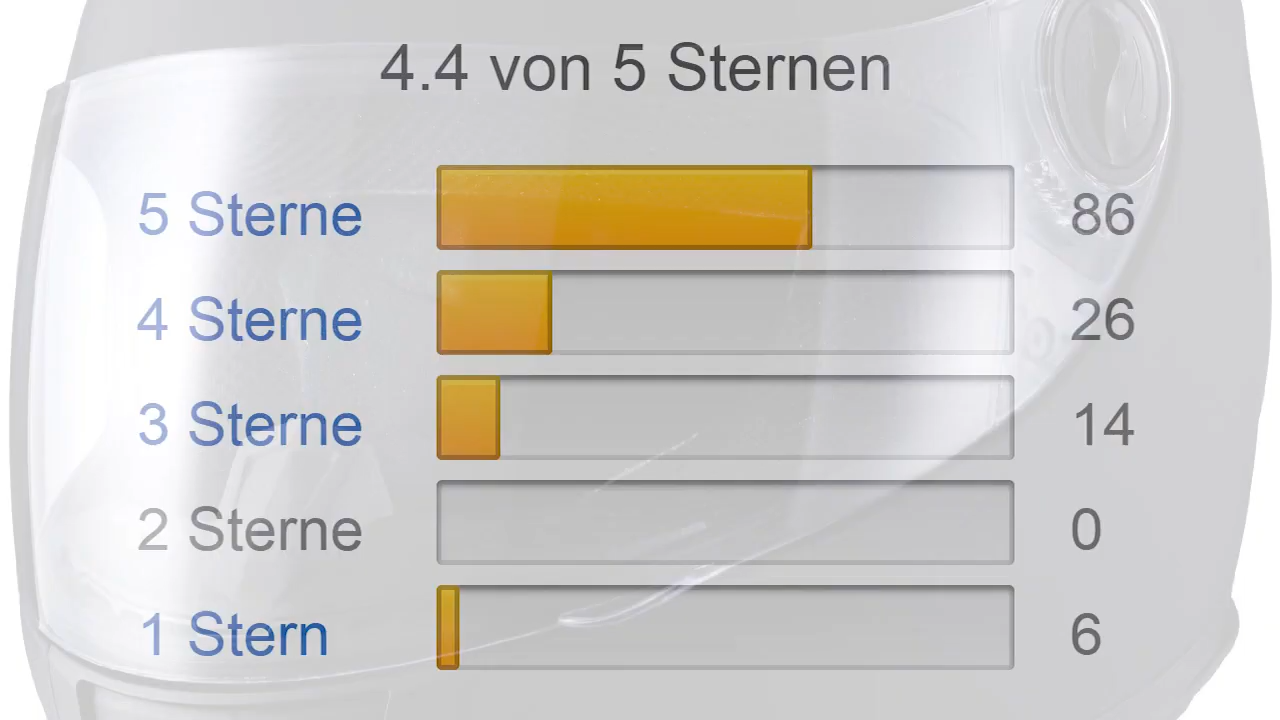 4.4 von 5 Sternen
5 Sterne 86
4 Sterne 26
3 Sterne 14
2 Sterne 0
1 Stern 6